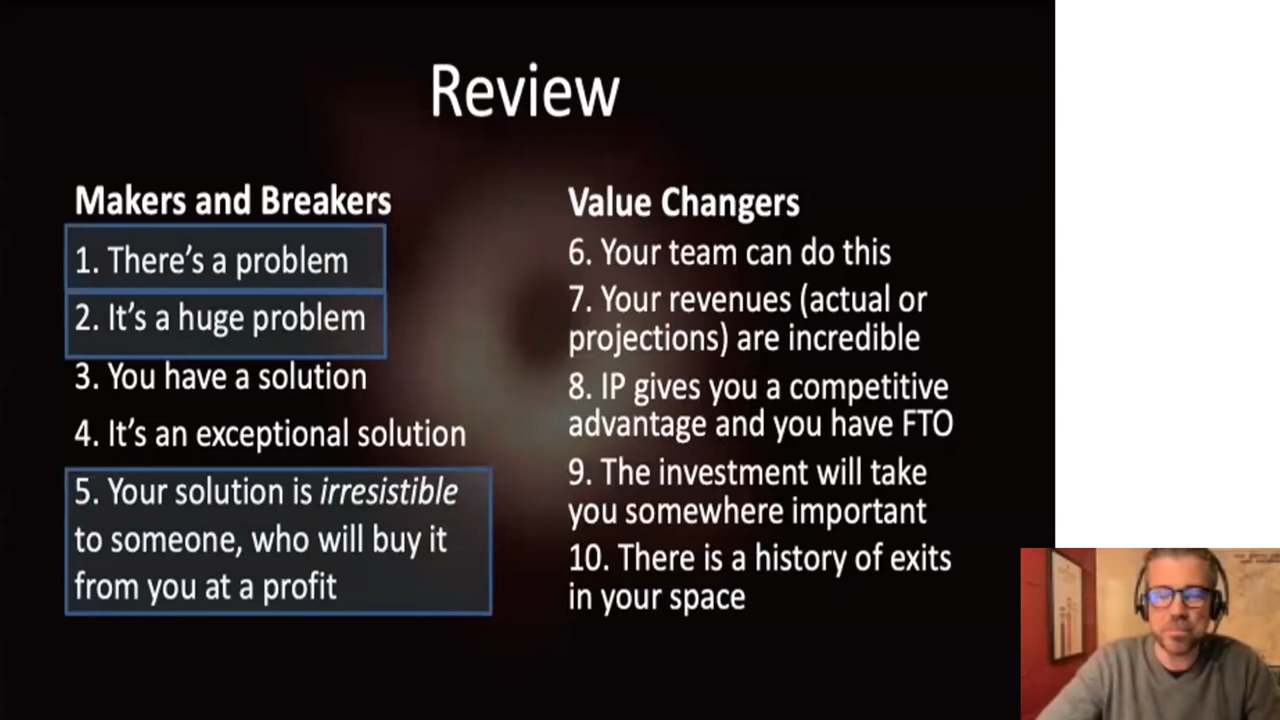 Review
Makers and Breakers
1. There’s a problem
2. It’s a huge problem
3. You have a solution
4. It’s an exceptional solution
5. Your solution is irresistible
to someone, who will buy it
from you at a profit
Value Changers
6. Your team can do this
7. Your revenues (actual or
projections) are incredible
8. IP gives you a competitive
advantage and you have FTO
9. The investment will take
you somewhere important
10. There is a history of exits
in your space